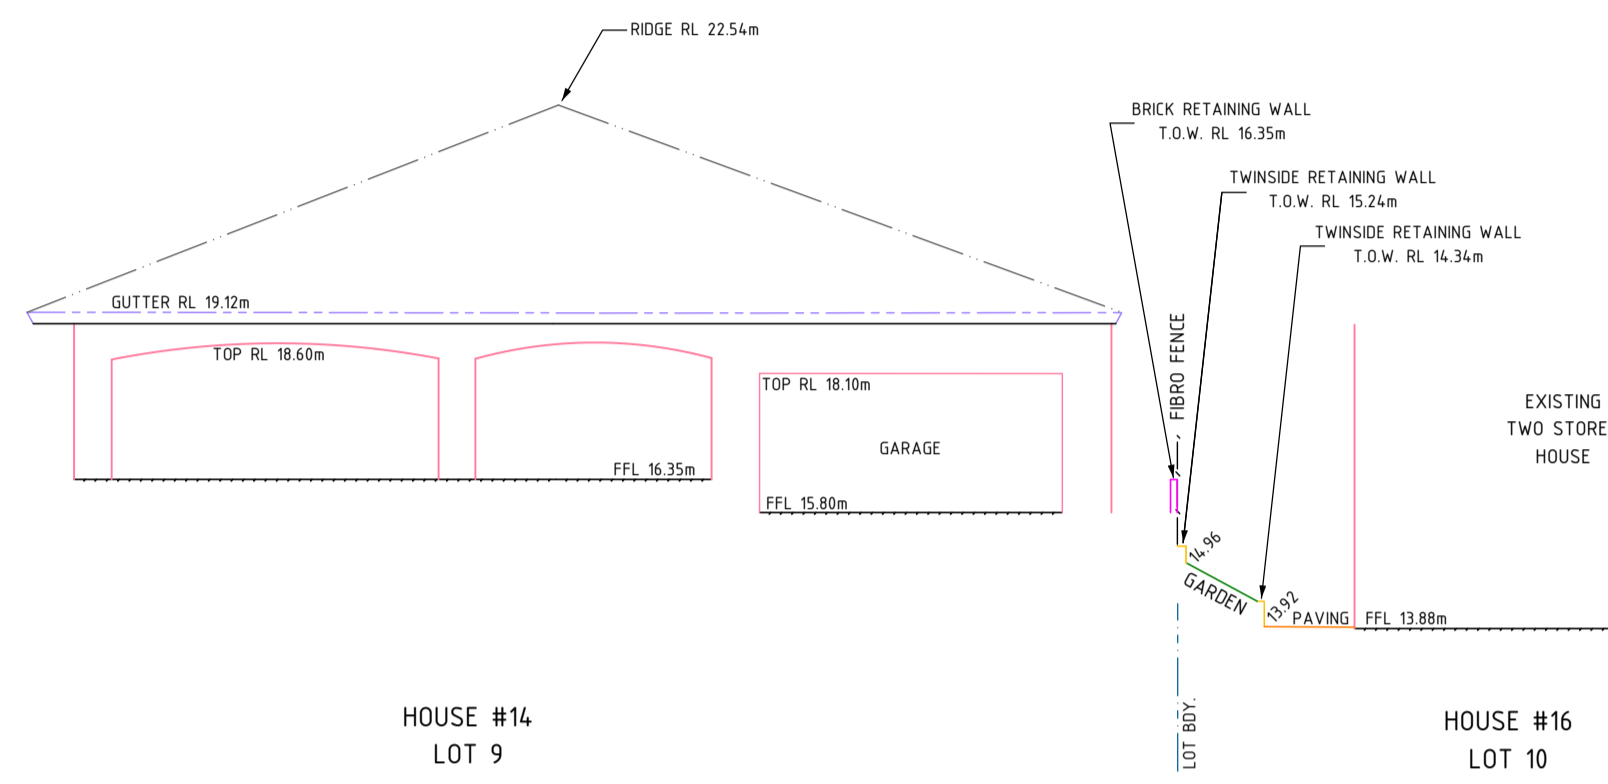 RIDGE RL 22.54m
BRICK RETAINING WALL
T.O.W. RL 16.35m
TWINSIDE RETAINING WALL
T.O.W. RL 15.24m
TWINSIDE RETAINING WALL
T.O.W. RL 14.34m
GUTTER RL 19.12m
TOP RL 18.60m
TOP RL 18.10m
GARAGE
FFL 16.35m
FFL 15.80m
FIBRO FENCE
EXISTING
TWO STORE
HOUSE
14.96
GARDEN
13.92
PAVING
FFL 13.88m
LOT BDY.
HOUSE #14
LOT 9
HOUSE #16
LOT 10